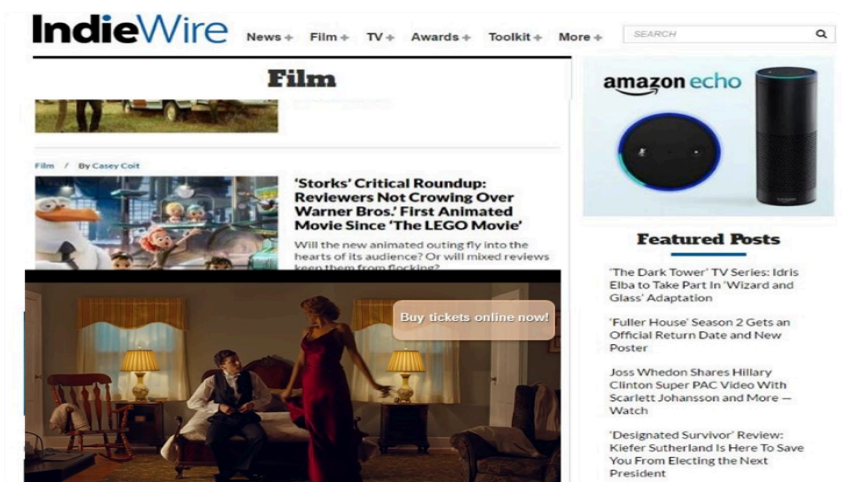 IndieWire
News + Film + TV + Awards + Toolkit + More +
SEARCH
Film
Film / By Casey Coit
'Storks' Critical Roundup:
Reviewers Not Crowing Over
Warner Bros.' First Animated
Movie Since 'The LEGO Movie'
Will the new animated outing fly into the
hearts of its audience? Or will mixed reviews
keep them from flocking?
Buy tickets online now!
amazon echo
Featured Posts
'The Dark Tower' TV Series: Idris
Elba to Take Part In 'Wizard and
Glass' Adaptation
'Fuller House' Season 2 Gets an
Official Return Date and New
Poster
Joss Whedon Shares Hillary
Clinton Super PAC Video With
Scarlett Johansson and More —
Watch
'Designated Survivor' Review:
Kiefer Sutherland Is Here To Save
You From Electing the Next
President